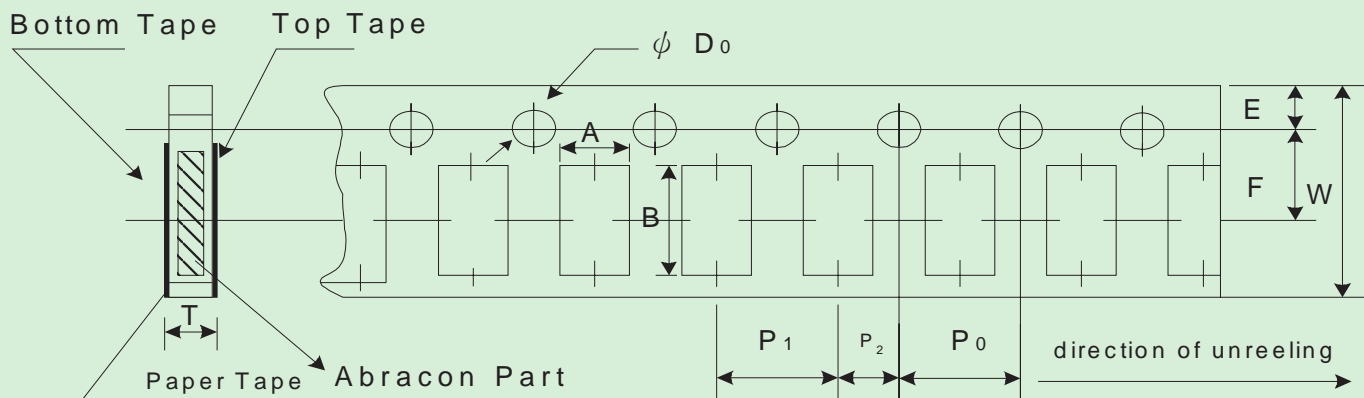 Bottom Tape
Top Tape
ψ D0
E
A
F
W
B
T
P1
P2
P0
direction of unreeling
Paper Tape
Abracon Part